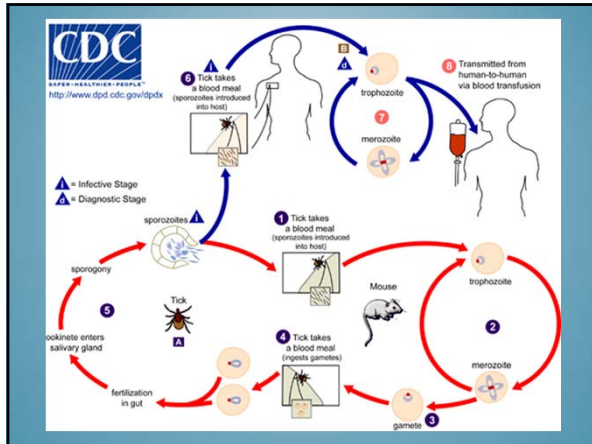 CDC
SAFER • HEALTHIER • PEOPLE™
http://www.dpd.cdc.gov/dpdx
i
6 Tick takes
a blood meal
(sporozoites introduced
into host)
B
d
trophozoite
7
merozoite
8 Transmitted from
human-to-human
via blood transfusion
i = Infective Stage
d = Diagnostic Stage
sporozoites i
1 Tick takes
a blood meal
(sporozoites introduced
into host)
trophozoite
sporogony
5
Tick
A
Mouse
2
ookinete enters
salivary gland
4 Tick takes
a blood meal
(ingests gametes)
merozoite
fertilization
in gut
gamete 3